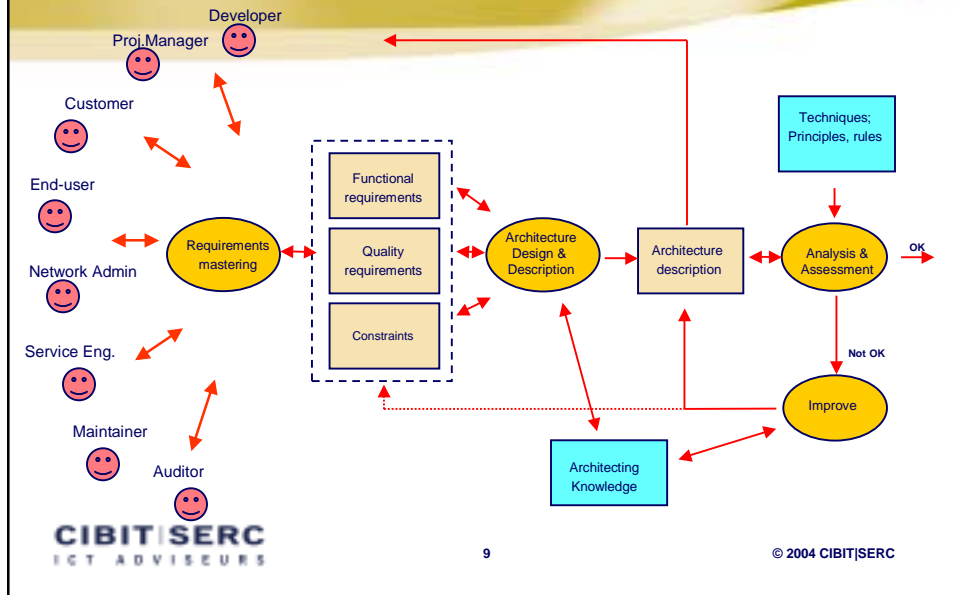 Developer
Proj.Manager
Customer
End-user
Network Admin
Service Eng.
Maintainer
Auditor
Requirements
mastering
Functional
requirements
Quality
requirements
Constraints
Architecture
Design &
Description
Architecture
description
Techniques;
Principles, rules
Analysis &
Assessment
OK
Not OK
Improve
Architecting
Knowledge
CIBIT|SERC
ICT ADVISEURS
9
© 2004 CIBIT|SERC